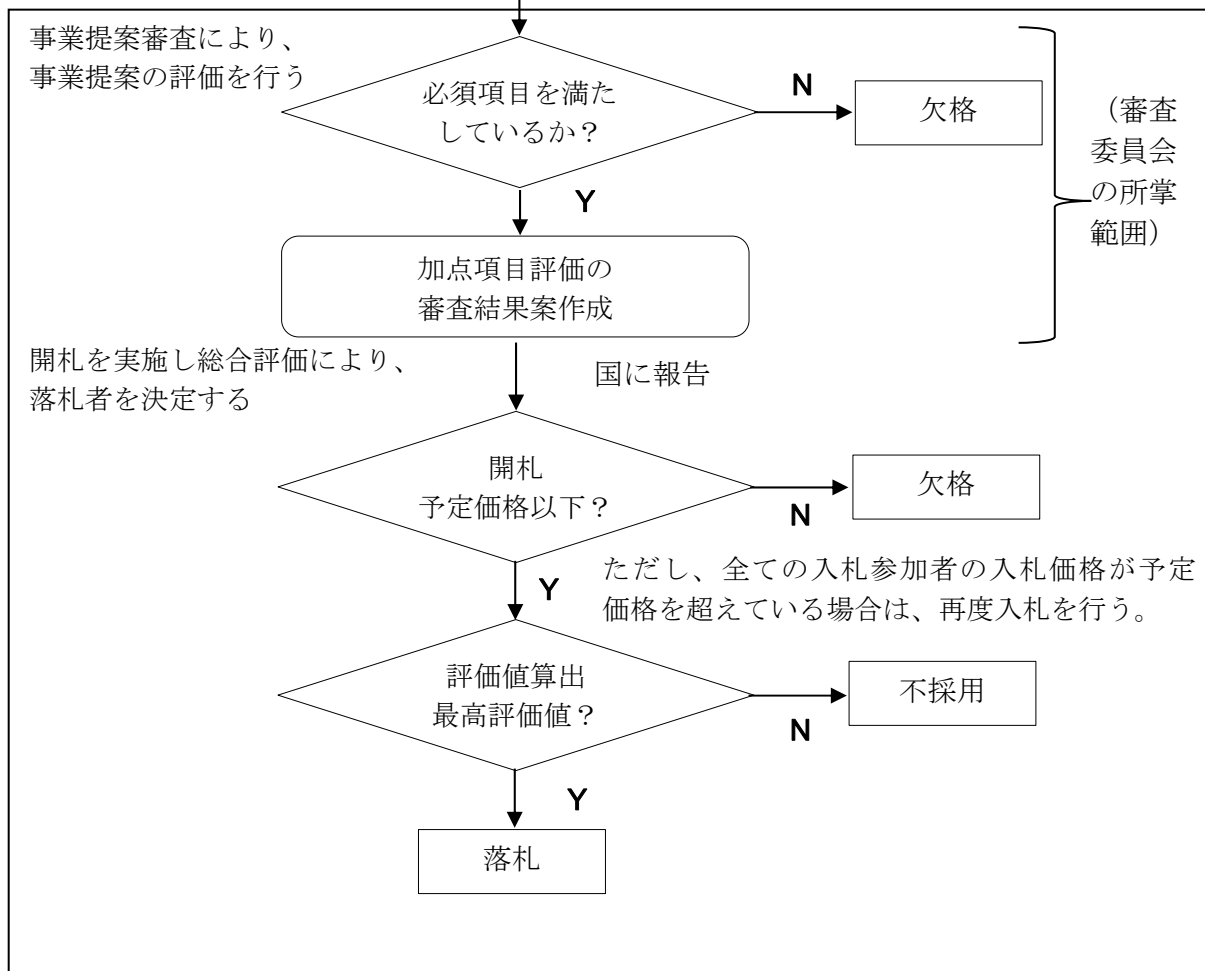 事業提案審査により、
事業提案の評価を行う
必須項目を満た
しているか？
N
欠格
（審査
委員会
の所掌
範囲）
Y
加点項目評価の
審査結果案作成
開札を実施し総合評価により、
落札者を決定する
国に報告
開札
予定価格以下？
N
欠格
Y
ただし、全ての入札参加者の入札価格が予定
価格を超えている場合は、再度入札を行う。
評価値算出
最高評価値？
N
不採用
Y
落札